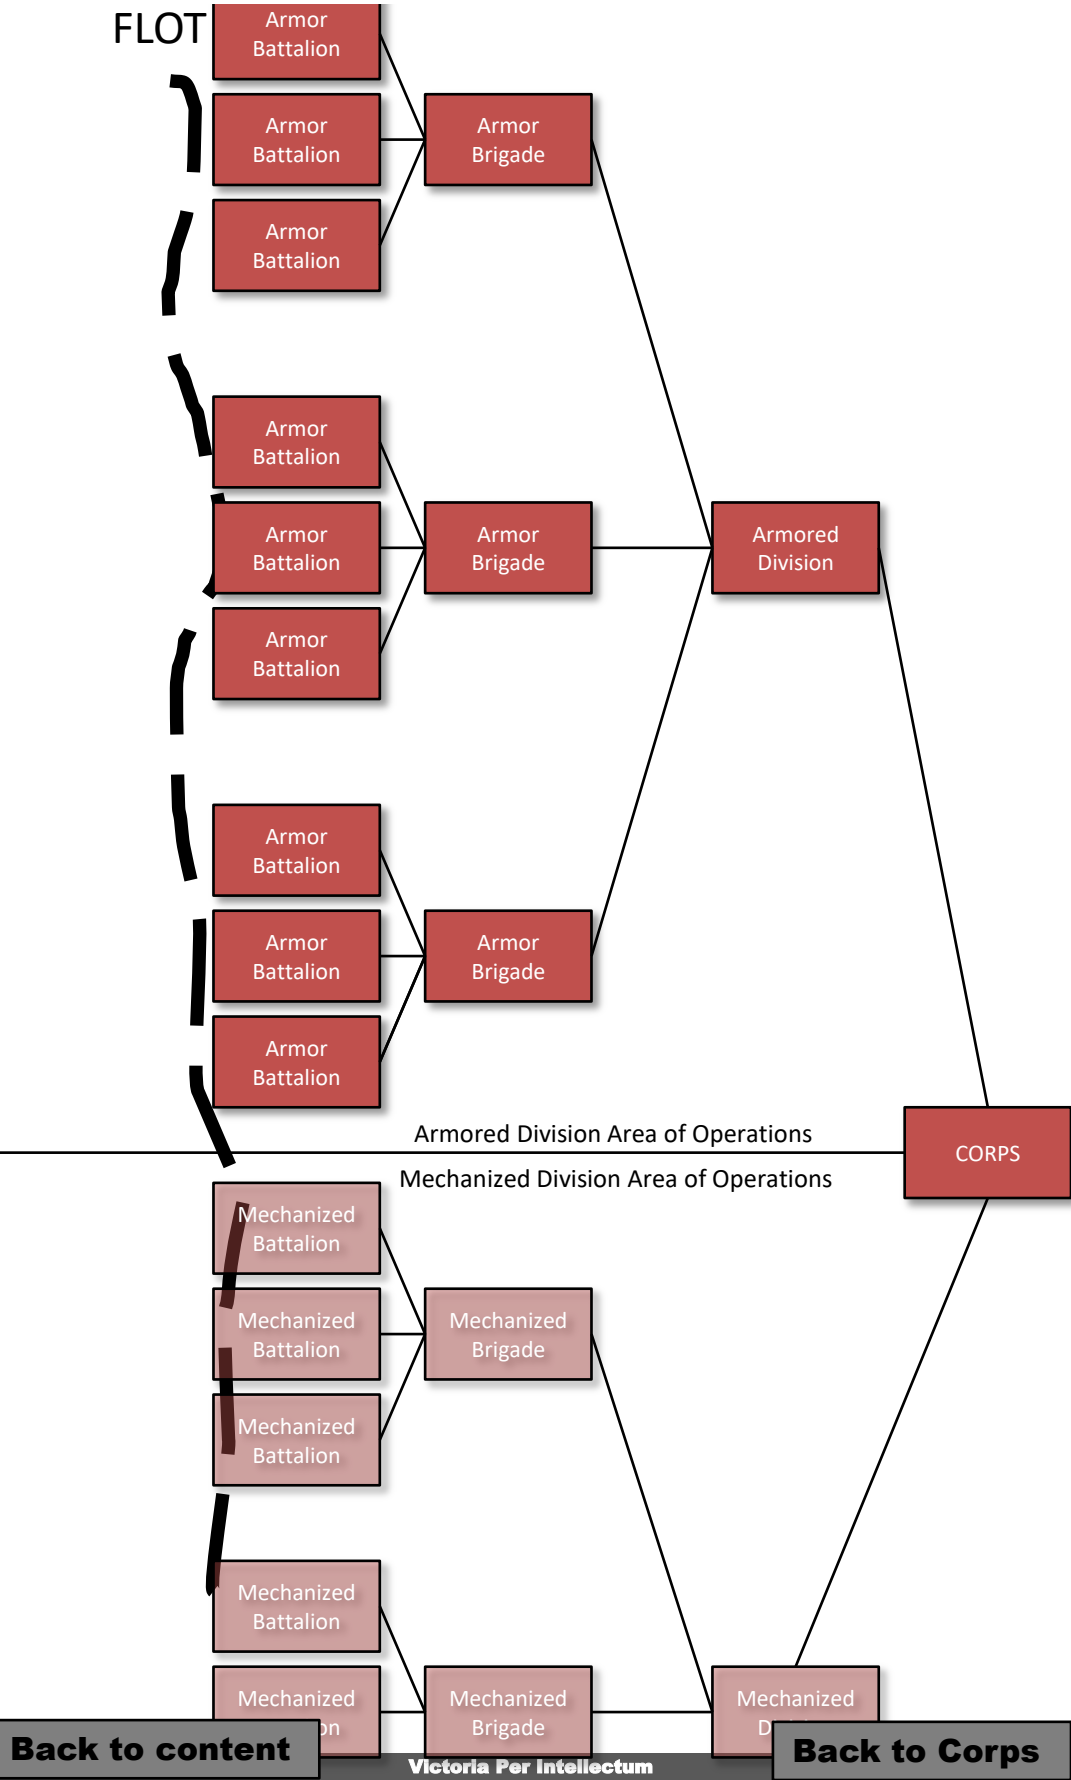 FLOT
Armor
Battalion
Armor
Battalion
Armor
Brigade
Armor
Battalion
Armor
Battalion
Armor
Battalion
Armor
Brigade
Armored
Division
Armor
Battalion
Armor
Battalion
Armor
Battalion
Armor
Brigade
Armor
Battalion
Armored Division Area of Operations
CORPS
Mechanized Division Area of Operations
Mechanized
Battalion
Mechanized
Battalion
Mechanized
Brigade
Mechanized
Battalion
Mechanized
Battalion
Mechanized
Mechanized
Brigade
Mechanized
Back to content
Victoria Per Intellectum
Back to Corps